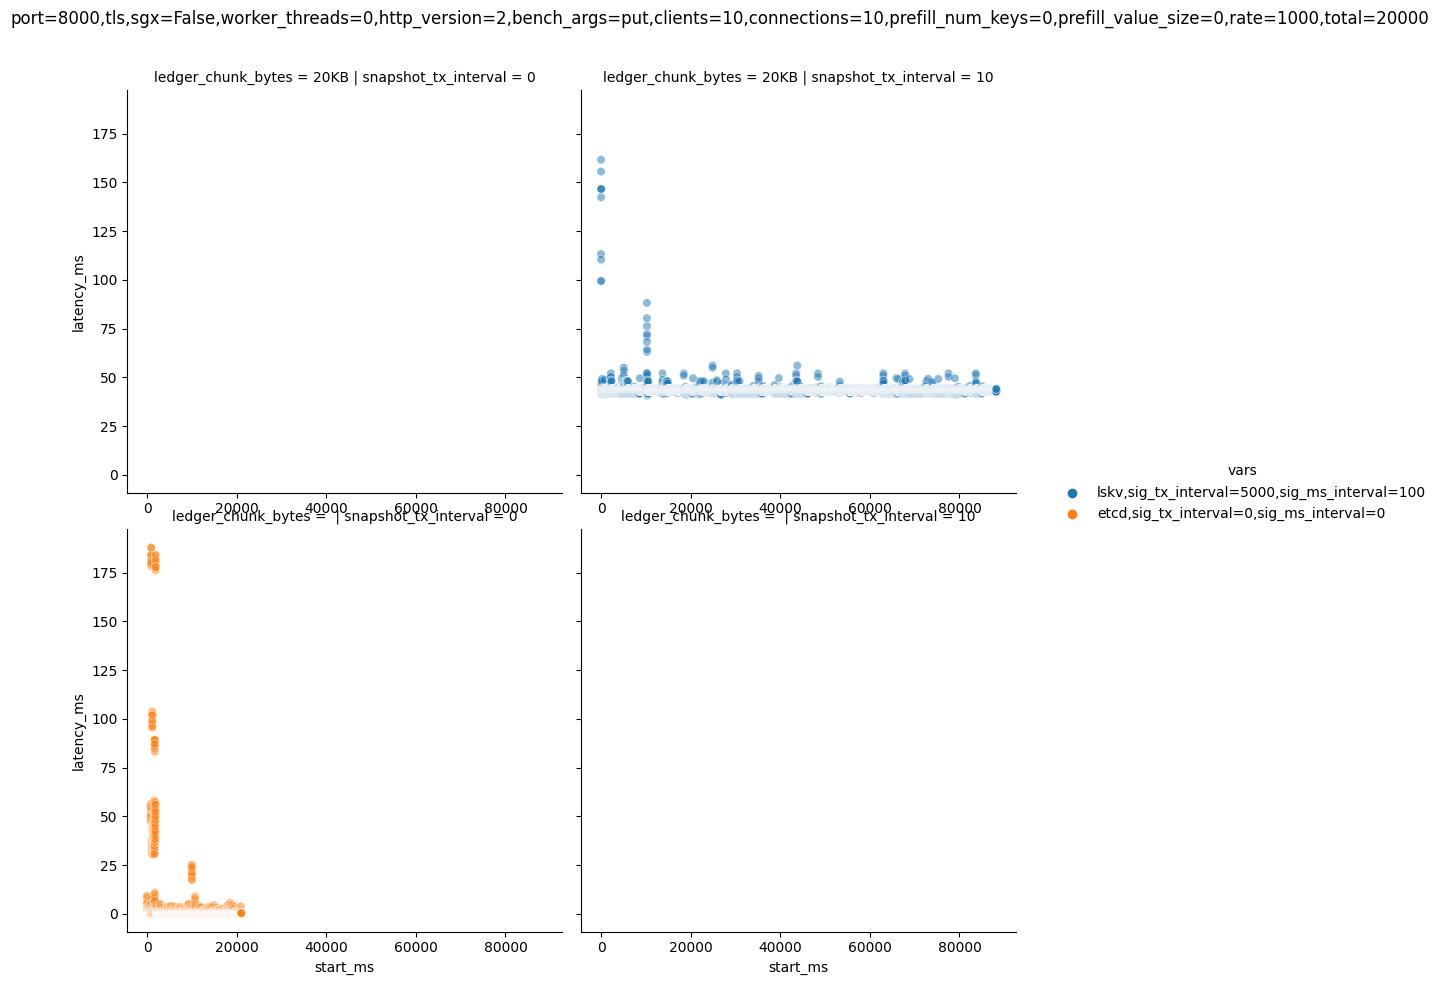 port=8000,tls,sgx=False,worker_threads=0,http_version=2,bench_args=put,clients=10,connections=10,prefill_num_keys=0,prefill_value_size=0,rate=1000,total=20000
ledger_chunk_bytes = 20KB | snapshot_tx_interval = 0
ledger_chunk_bytes = 20KB | snapshot_tx_interval = 10
175
150
125
100
75
50
25
0
latency_ms
0 20000 40000 60000 80000
0 20000 40000 60000 80000
vars
lskv,sig_tx_interval=5000,sig_ms_interval=100
etcd,sig_tx_interval=0,sig_ms_interval=0
ledger_chunk_bytes =  | snapshot_tx_interval = 0
ledger_chunk_bytes =  | snapshot_tx_interval = 10
175
150
125
100
75
50
25
0
latency_ms
0 20000 40000 60000 80000
start_ms
0 20000 40000 60000 80000
start_ms